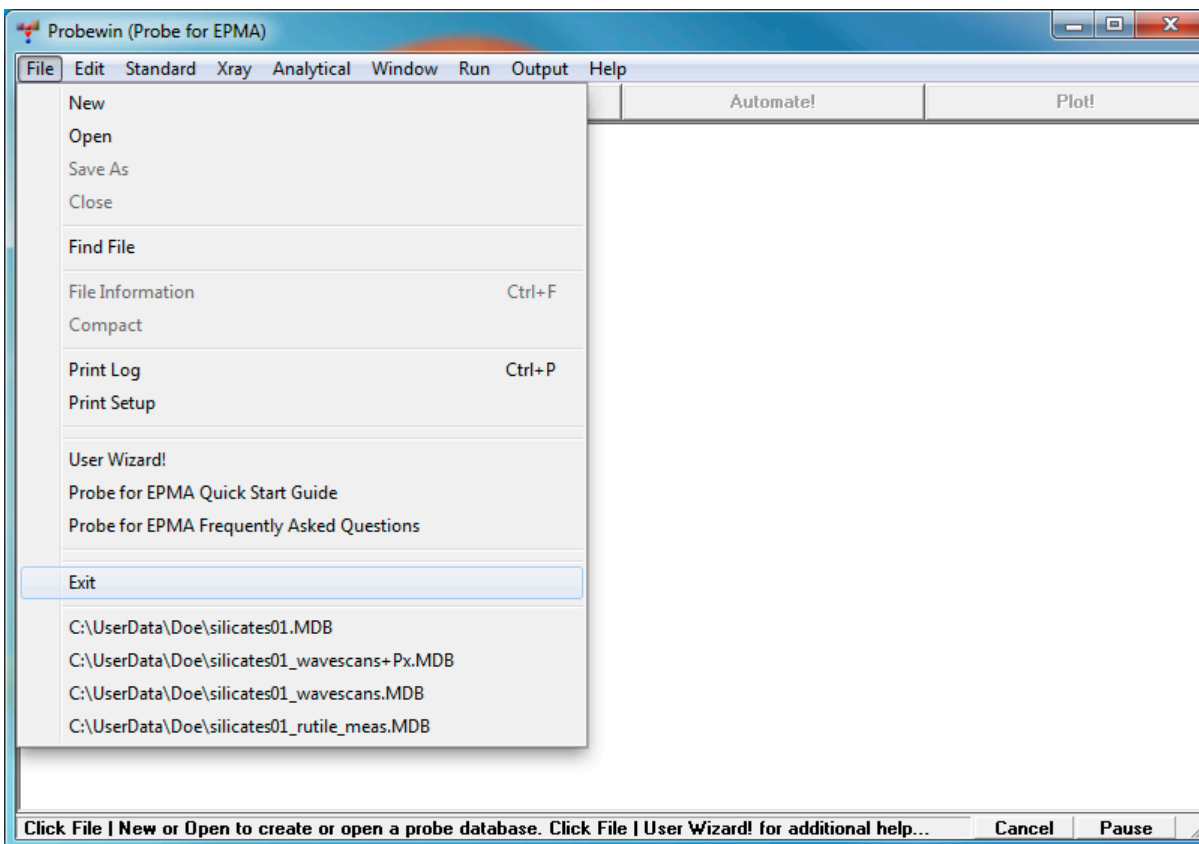 Probewin (Probe for EPMA)
File Edit Standard Xray Analytical Window Run Output Help
New Automate! Plot!
Open
Save As
Close
Find File
File Information Ctrl+F
Compact
Print Log Ctrl+P
Print Setup
User Wizard!
Probe for EPMA Quick Start Guide
Probe for EPMA Frequently Asked Questions
Exit
C:\UserData\Doe\silicates01.MDB
C:\UserData\Doe\silicates01_wavescans+Px.MDB
C:\UserData\Doe\silicates01_wavescans.MDB
C:\UserData\Doe\silicates01_rutile_meas.MDB
Click File | New or Open to create or open a probe database. Click File | User Wizard! for additional help... Cancel Pause